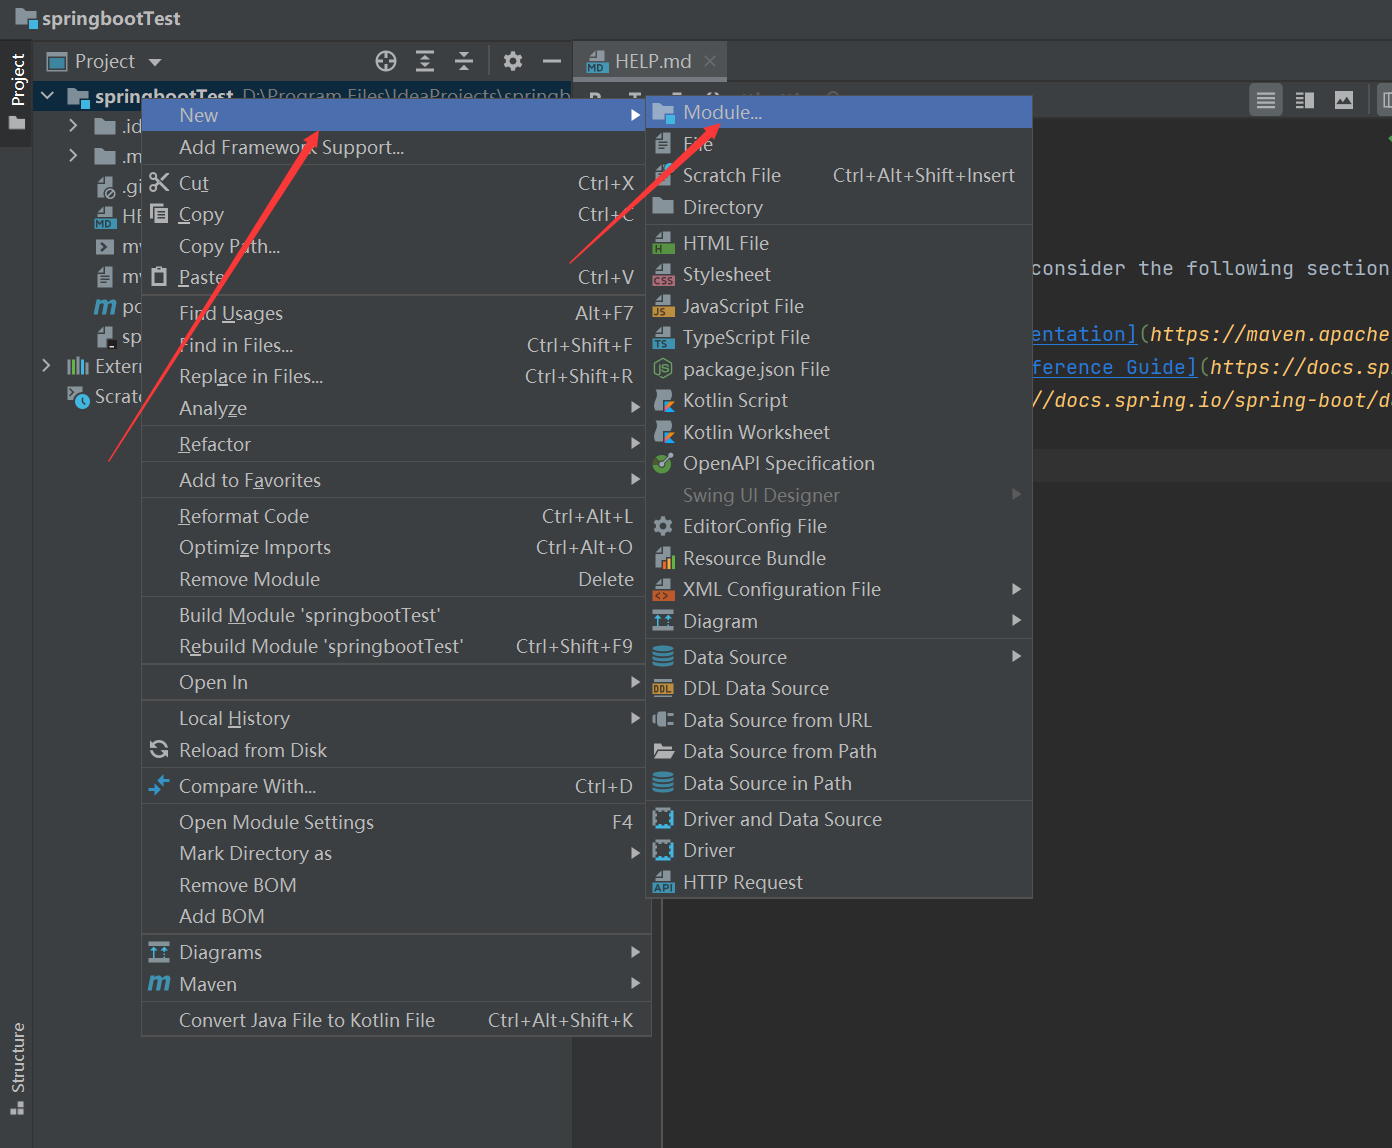 springbootTest
Project
Project
HELP.md
springbootTest D:\Program Files\IdeaProjects\springb
New
Add Framework Support...
Cut Ctrl+X
Copy Ctrl+C
Copy Path...
Paste Ctrl+V
Find Usages Alt+F7
Find in Files... Ctrl+Shift+F
Replace in Files... Ctrl+Shift+R
Analyze
Refactor
Add to Favorites
Reformat Code Ctrl+Alt+L
Optimize Imports Ctrl+Alt+O
Remove Module Delete
Build Module 'springbootTest'
Rebuild Module 'springbootTest' Ctrl+Shift+F9
Open In
Local History
Reload from Disk
Compare With... Ctrl+D
Open Module Settings F4
Mark Directory as
Remove BOM
Add BOM
Diagrams
Maven
Convert Java File to Kotlin File Ctrl+Alt+Shift+K
Module...
File
Scratch File Ctrl+Alt+Shift+Insert
Directory
HTML File
Stylesheet
JavaScript File
TypeScript File
package.json File
Kotlin Script
Kotlin Worksheet
OpenAPI Specification
Swing UI Designer
EditorConfig File
Resource Bundle
XML Configuration File
Diagram
Data Source
DDL Data Source
Data Source from URL
Data Source from Path
Data Source in Path
Driver and Data Source
Driver
HTTP Request
.id
.m
.gi
HE
mv
mv
po
sp
Extern
Scratc
consider the following section
entation](https://maven.apache
ference Guide](https://docs.sp
//docs.spring.io/spring-boot/d
Structure